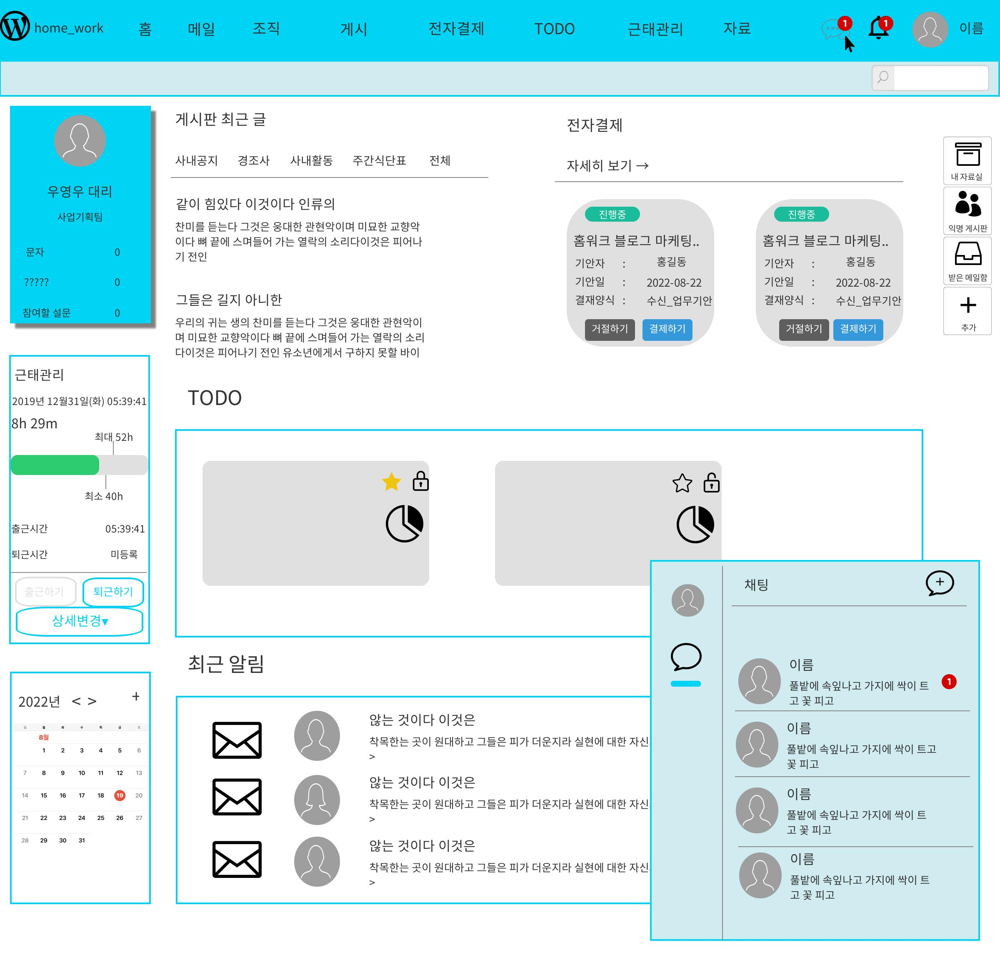 home_work
홈
메일
조직
게시
전자결제
TODO
근태관리
자료
1
1
이름
우영우 대리
사업기획팀
문자 0
????? 0
참여할 설문 0
게시판 최근 글
사내공지 경조사 사내활동 주간식단표 전체
같이 힘있다 이것이다 인류의
찬미를 듣는다 그것은 웅대한 관현악이며 미묘한 교향악
이다 뼈 끝에 스며들어 가는 열락의 소리다이것은 피어나
기 전인
그들은 길지 아니한
우리의 귀는 생의 찬미를 듣는다 그것은 웅대한 관현악이
며 미묘한 교향악이다 뼈 끝에 스며들어 가는 열락의 소리
다이것은 피어나기 전인 유소년에게서 구하지 못할 바이
전자결제
자세히 보기 →
진행중
홈워크 블로그 마케팅..
기안자 : 홍길동
기안일 : 2022-08-22
결재양식 : 수신_업무기안
거절하기 결제하기
진행중
홈워크 블로그 마케팅..
기안자 : 홍길동
기안일 : 2022-08-22
결재양식 : 수신_업무기안
거절하기 결제하기
내 자료실
익명 게시판
받은 메일함
추가
근태관리
2019년 12월31일(화) 05:39:41
8h 29m
최대 52h
최소 40h
출근시간 05:39:41
퇴근시간 미등록
출근하기 퇴근하기
상세변경▾
TODO
2022년 < > +
일 월 화 수 목 금 토
8월
1 2 3 4 5 6
7 8 9 10 11 12 13
14 15 16 17 18 19 20
21 22 23 24 25 26 27
28 29 30 31
최근 알림
않는 것이다 이것은
착목한는 곳이 원대하고 그들은 피가 더운지라 실현에 대한 자신
>
않는 것이다 이것은
착목한는 곳이 원대하고 그들은 피가 더운지라 실현에 대한 자신
>
않는 것이다 이것은
착목한는 곳이 원대하고 그들은 피가 더운지라 실현에 대한 자신
>
채팅
이름
풀밭에 속잎나고 가지에 싹이 트
고 꽃 피고
1
이름
풀밭에 속잎나고 가지에 싹이 트고
꽃 피고
이름
풀밭에 속잎나고 가지에 싹이 트
고 꽃 피고
이름
풀밭에 속잎나고 가지에 싹이 트
고 꽃 피고